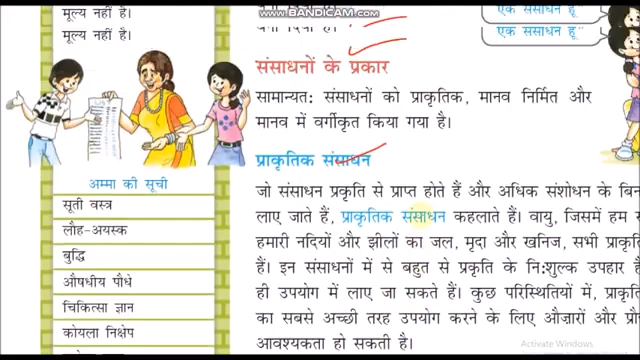 www.BANDICAM.com
मूल्य नहीं है।
मूल्य नहीं है।
एक संसाधन हूँ
एक संसाधन हूँ"
संसाधनों के प्रकार
सामान्यत: संसाधनों को प्राकृतिक, मानव निर्मित और
मानव में वर्गीकृत किया गया है।
प्राकृतिक संसाधन
जो संसाधन प्रकृति से प्राप्त होते हैं और अधिक संशोधन के बिन
लाए जाते हैं, प्राकृतिक संसाधन कहलाते हैं। वायु, जिसमें हम
हमारी नदियों और झीलों का जल, मृदा और खनिज, सभी प्राकृति
हैं। इन संसाधनों में से बहुत से प्रकृति के नि:शुल्क उपहार हैं
ही उपयोग में लाए जा सकते हैं। कुछ परिस्थितियों में, प्राकृति
का सबसे अच्छी तरह उपयोग करने के लिए औज़ारों और प्रौ
आवश्यकता हो सकती है।
अम्मा की सूची
सूती वस्त्र
लौह-अयस्क
बुद्धि
औषधीय पौधे
चिकित्सा ज्ञान
कोयला निक्षेप
Activate Windows